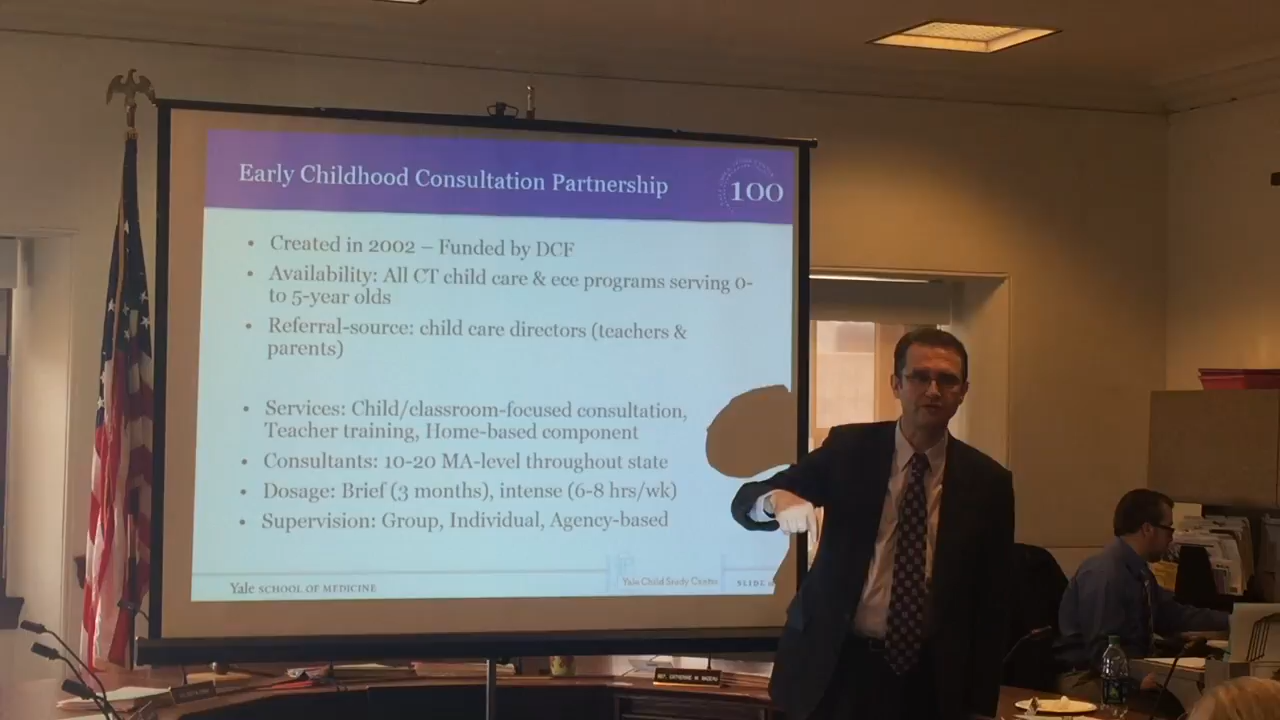 Early Childhood Consultation Partnership
100
• Created in 2002 – Funded by DCF
• Availability: All CT child care & ece programs serving 0-
to 5-year olds
• Referral-source: child care directors (teachers &
parents)
• Services: Child/classroom-focused consultation,
Teacher training, Home-based component
• Consultants: 10-20 MA-level throughout state
• Dosage: Brief (3 months), intense (6-8 hrs/wk)
• Supervision: Group, Individual, Agency-based
Yale SCHOOL OF MEDICINE
Yale Child Study Center
SLIDE